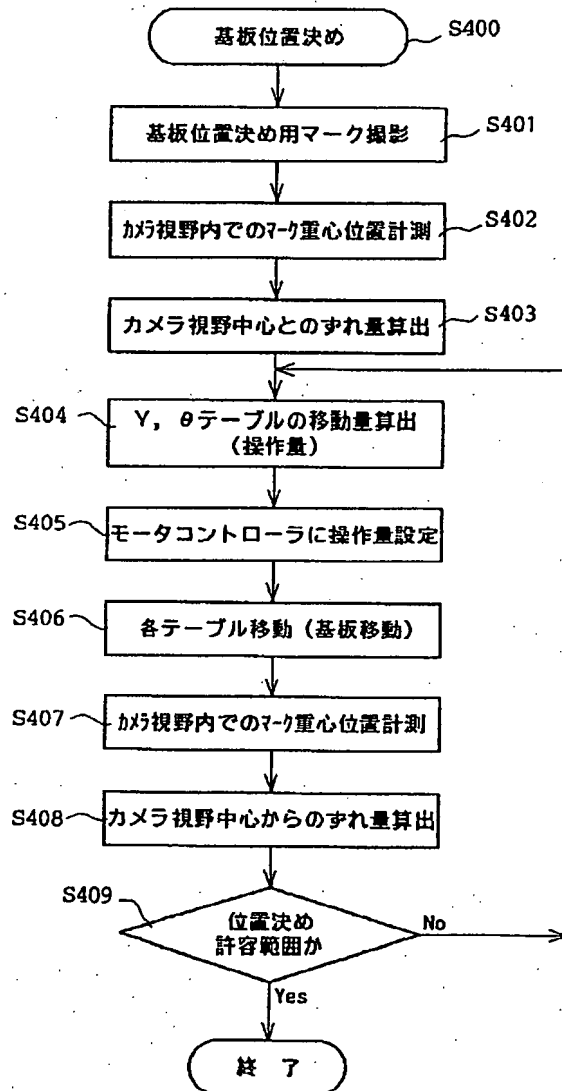 基板位置決め
S400
基板位置決め用マーク撮影
S401
ｶﾒﾗ視野内でのﾏｰｸ重心位置計測
S402
カメラ視野中心とのずれ量算出
S403
S404
Y, θテーブルの移動量算出
(操作量)
S405
モータコントローラに操作量設定
S406
各テーブル移動 (基板移動)
S407
ｶﾒﾗ視野内でのﾏｰｸ重心位置計測
S408
カメラ視野中心からのずれ量算出
S409
位置決め
許容範囲か
No
Yes
終 了